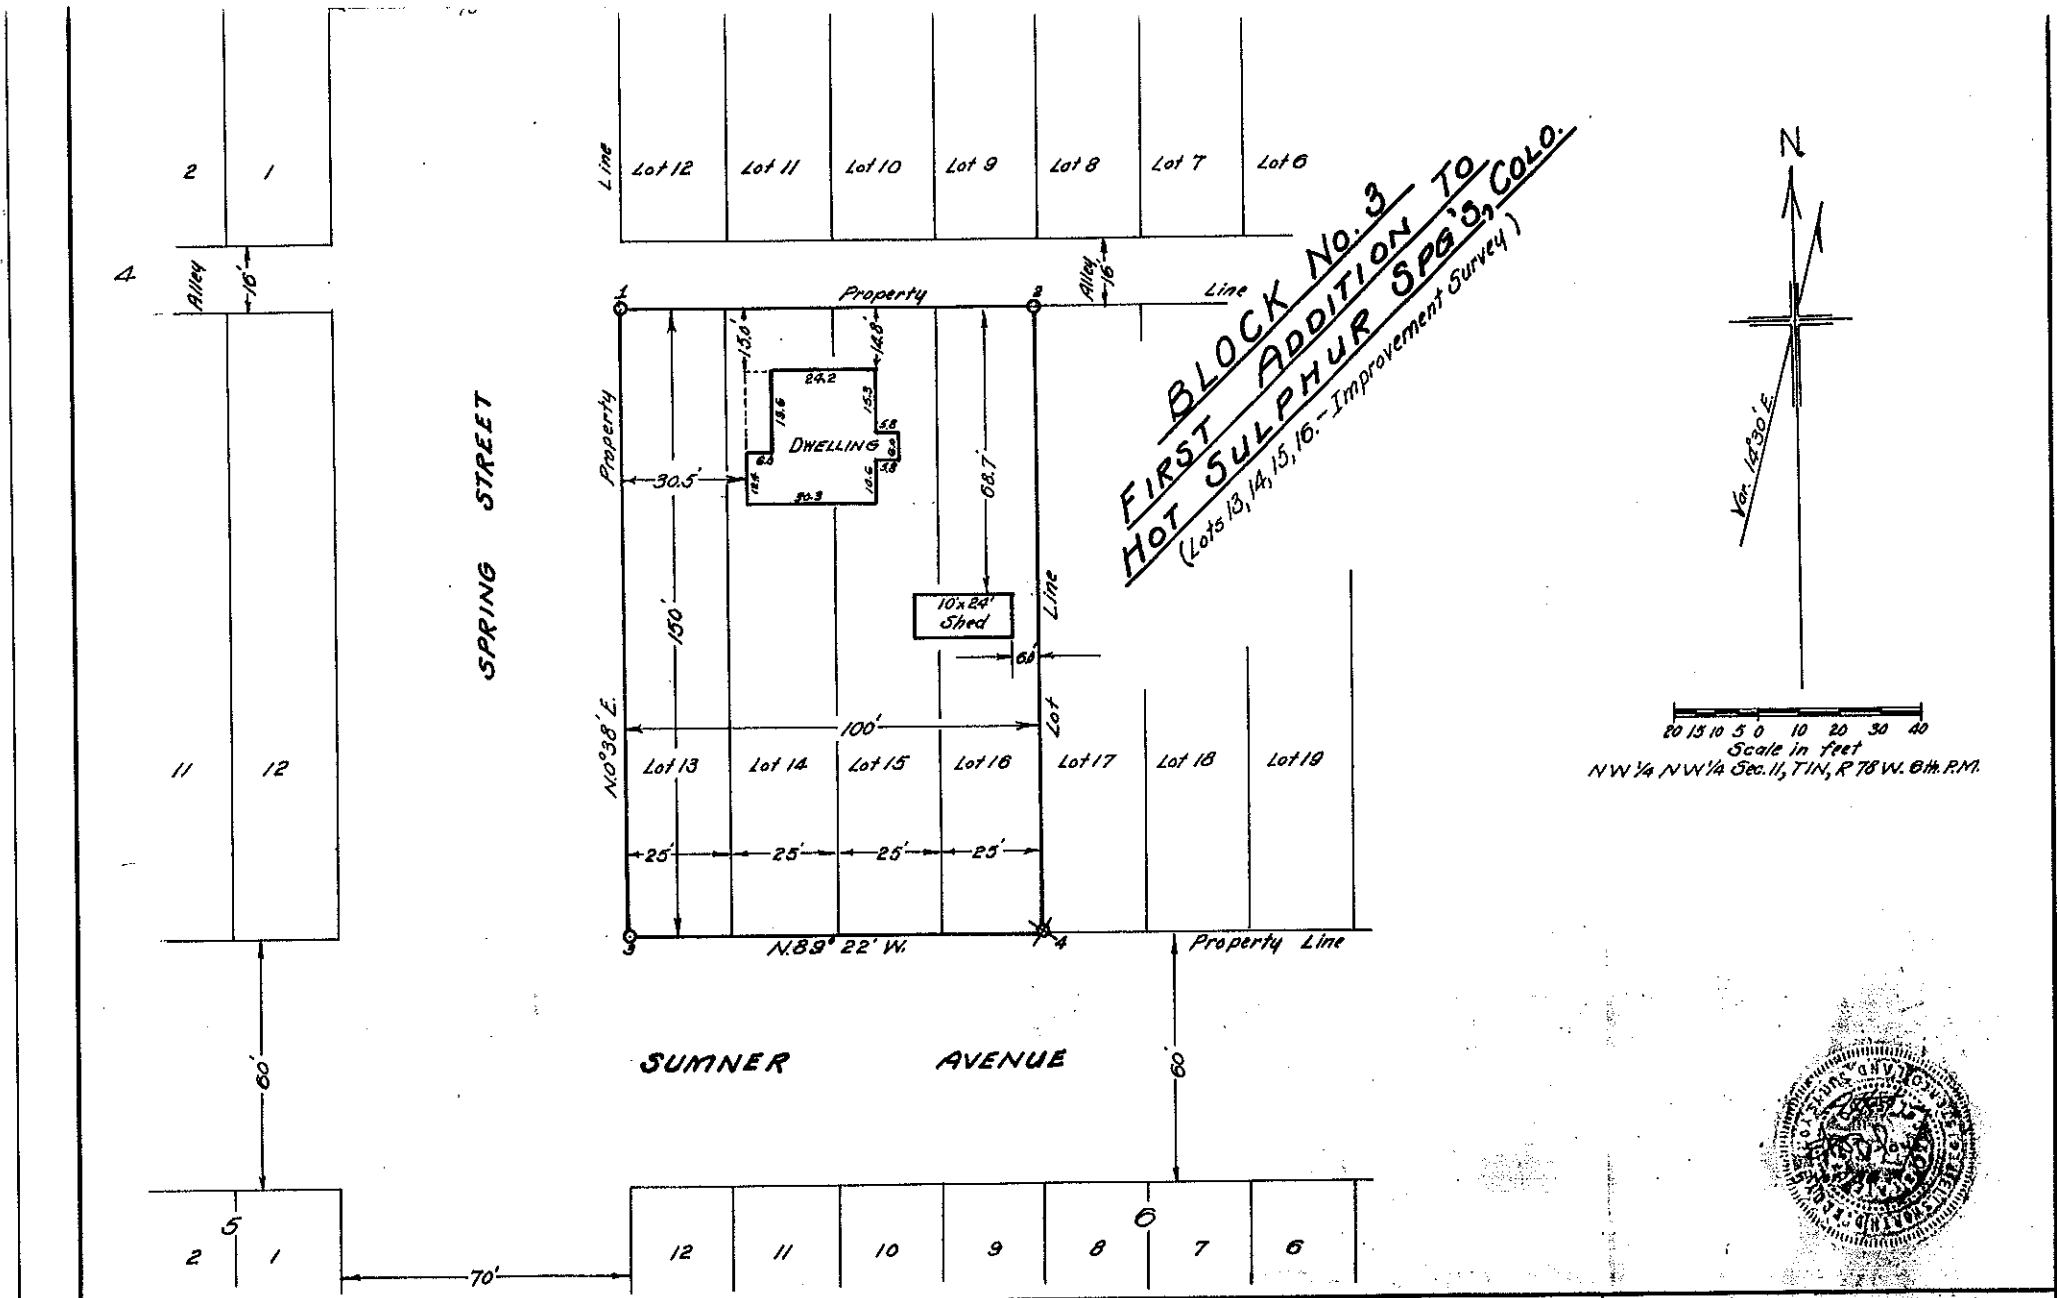 2
1
Line
Lot 12
Lot 11
Lot 10
Lot 9
Lot 8
Lot 7
Lot 6
4
Alley
16'
Alley
16'
1
Property
2
Line
BLOCK No. 3
FIRST ADDITION TO
HOT SULPHUR SPG'S, COLO.
(Lots 13, 14, 15, 16.-Improvement Survey)
N
Var. 14°30' E.
SPRING STREET
Property
15.0'
14.8'
24.2
19.6
15.3
DWELLING
5.8
6.0
5.8
6.0
12.4
10.6
30.3
30.5'
68.7'
150'
10'x24'
Shed
6.0'
Line
Lot
N.0°38' E.
100'
20 15 10 5 0 10 20 30 40
Scale in feet
NW 1/4 NW 1/4 Sec. 11, T1N, R 78 W. 6th. P.M.
11
12
Lot 13
Lot 14
Lot 15
Lot 16
Lot 17
Lot 18
Lot 19
25'
25'
25'
25'
3
N.89° 22' W.
4
Property Line
60'
SUMNER AVENUE
60'
5
6
2
1
70'
12
11
10
9
8
7
6